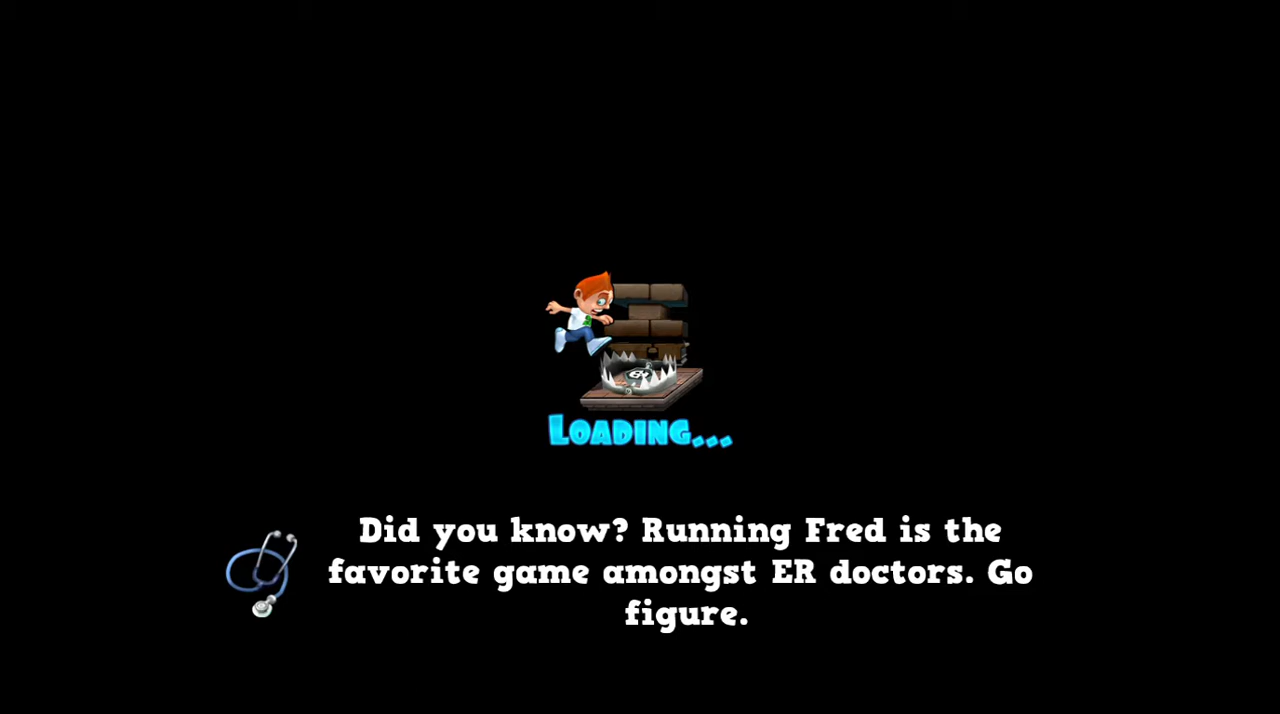 Loading...
Did you know? Running Fred is the
favorite game amongst ER doctors. Go
figure.